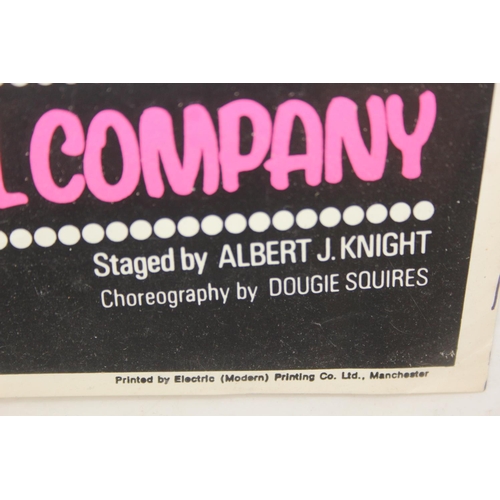 L COMPANY
Staged by ALBERT J. KNIGHT
Choreography by DOUGIE SQUIRES
Printed by Electric (Modern) Printing Co. Ltd., Manchester